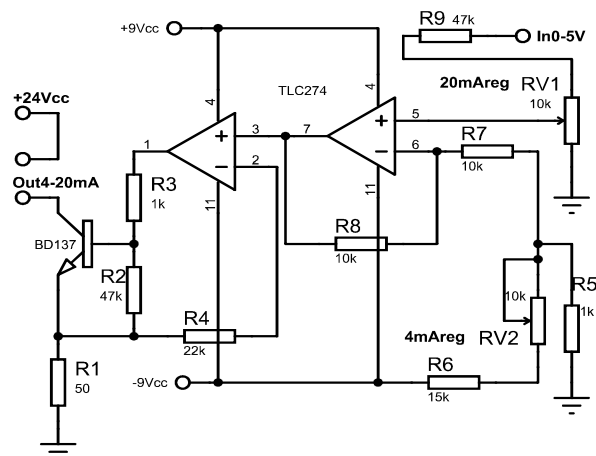 R9 47k
In0-5V
+9Vcc
TLC274
20mAreg
RV1
10k
+24Vcc
4
4
5
1
3
7
6
2
R7
10k
Out4-20mA
R3
1k
11
11
R8
10k
BD137
R2
47k
10k
R5
1k
R4
22k
4mAreg
RV2
R1
50
-9Vcc
R6
15k